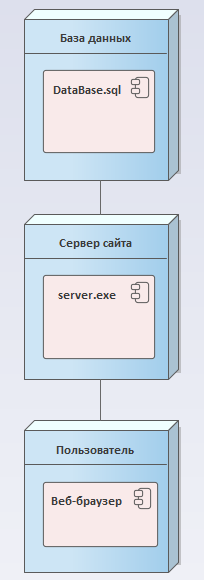 База данных
DataBase.sql
Сервер сайта
server.exe
Пользователь
Веб-браузер